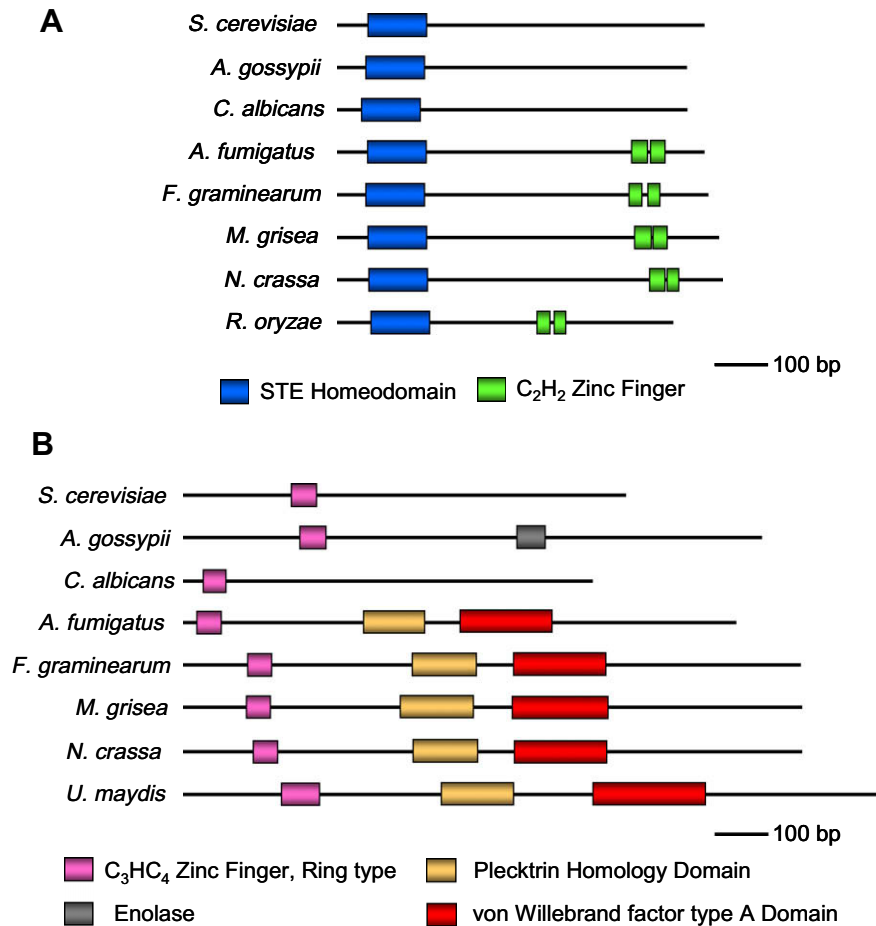 A
S. cerevisiae
A. gossypii
C. albicans
A. fumigatus
F. graminearum
M. grisea
N. crassa
R. oryzae
100 bp
STE Homeodomain
C₂H₂ Zinc Finger
B
S. cerevisiae
A. gossypii
C. albicans
A. fumigatus
F. graminearum
M. grisea
N. crassa
U. maydis
100 bp
C₃HC₄ Zinc Finger, Ring type
Plecktrin Homology Domain
Enolase
von Willebrand factor type A Domain